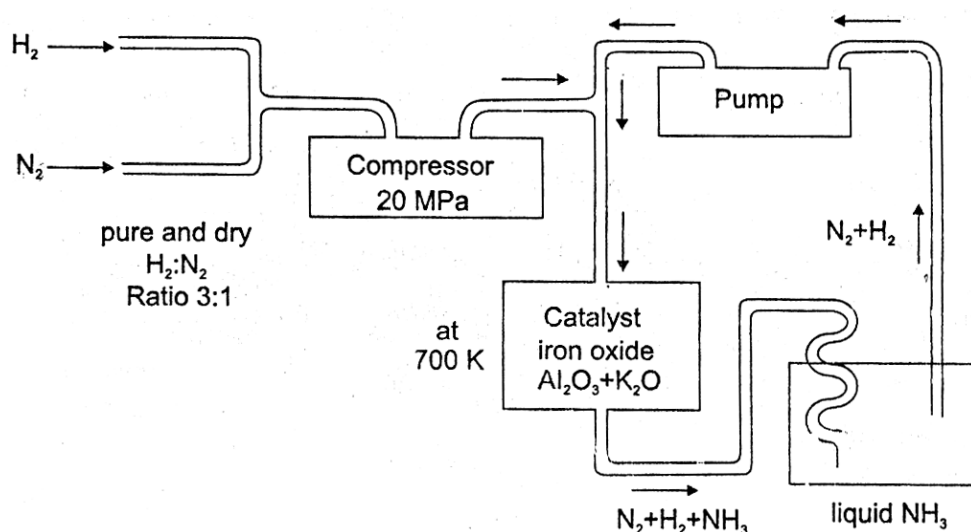 H₂
N₂
pure and dry
H₂:N₂
Ratio 3:1
Compressor
20 MPa
Pump
N₂+H₂
at
700 K
Catalyst
iron oxide
Al₂O₃+K₂O
N₂+H₂+NH₃
liquid NH₃